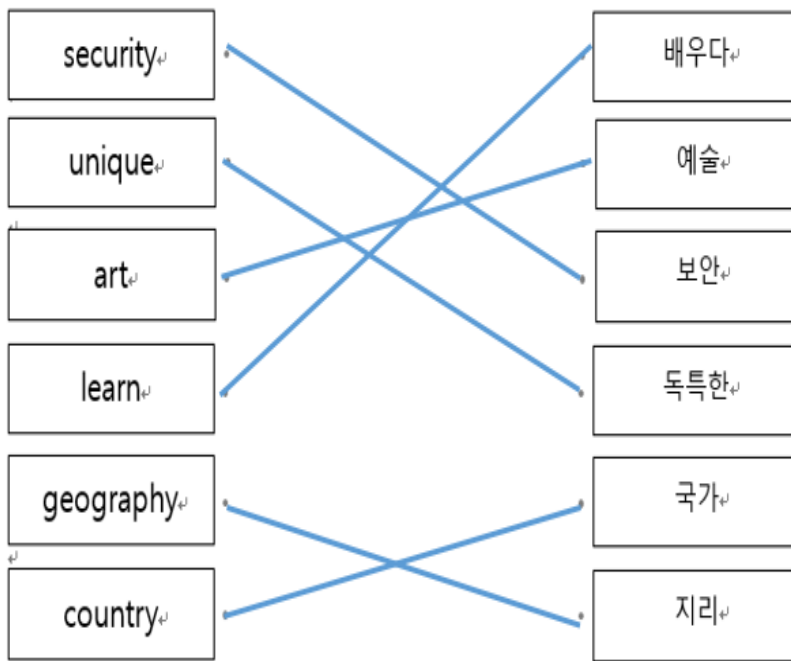 security
배우다
unique
예술
art
보안
learn
독특한
geography
국가
country
지리